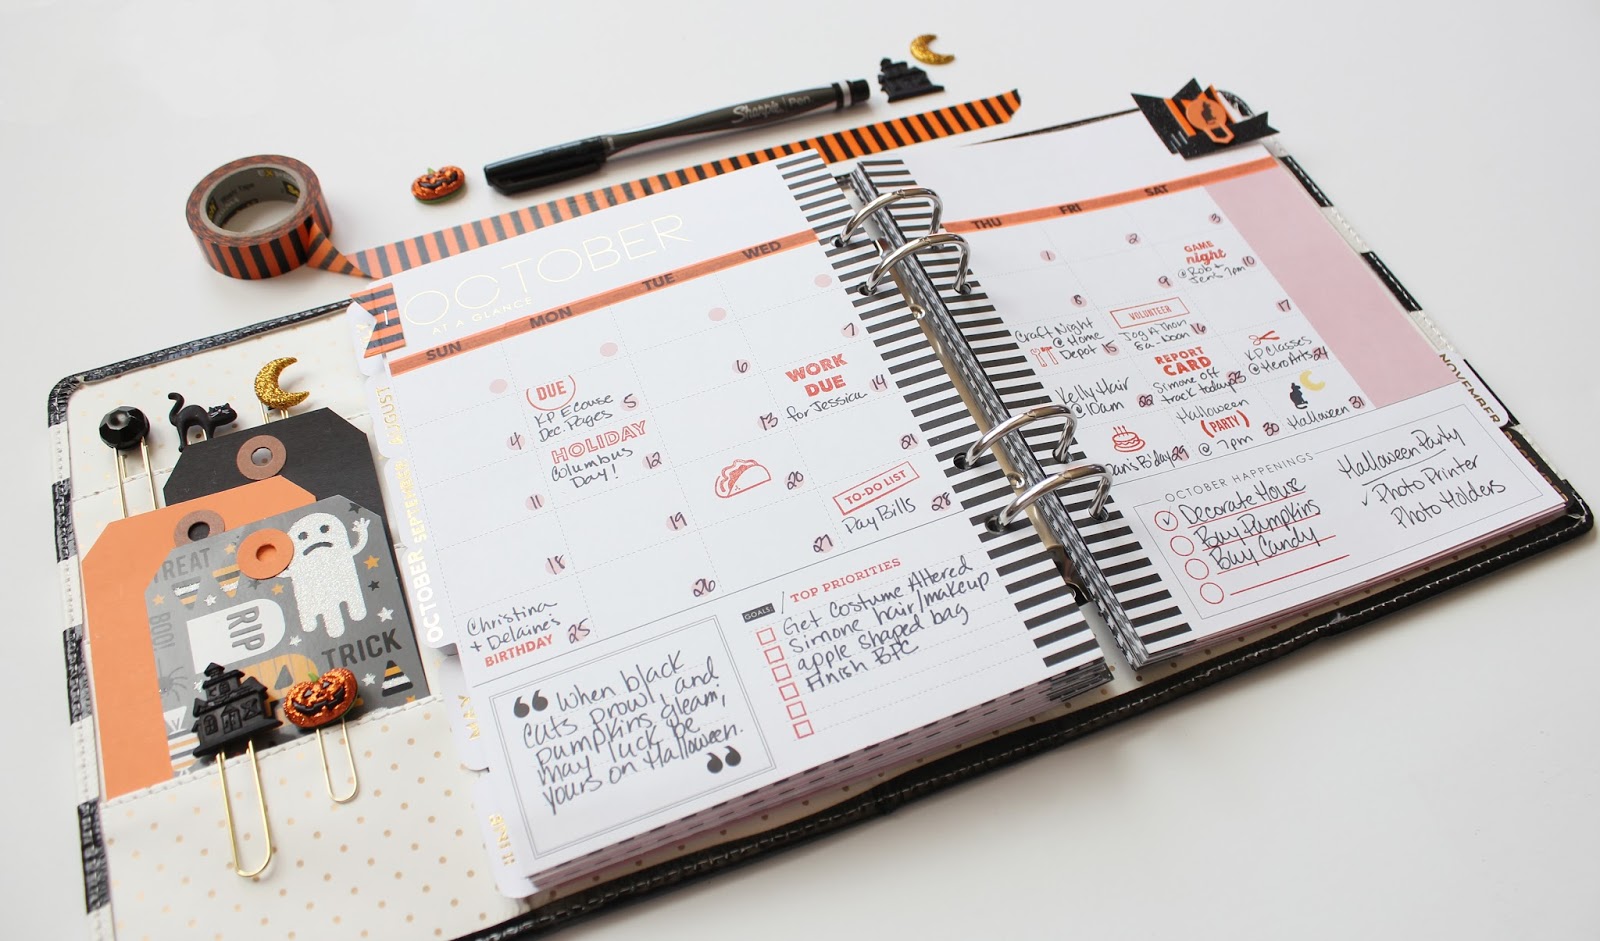 Sharpie pen
OCTOBER
AT A GLANCE
SUN MON TUE WED
4
(DUE)
KP Ecouse
Dec. Pages 5
6
7
11
HOLIDAY
Columbus
Day! 12
13
WORK
DUE
for Jessica 14
18
19
20
21
Christina
+ Delaine's
BIRTHDAY 25
26
27
TO-DO LIST
Pay Bills 28
“ When black
cats prowl and
pumpkins gleam,
may luck be
yours on Halloween. ”
GOALS:
TOP PRIORITIES
Get Costume Altered
Simone hair/makeup
apple shaped bag
Finish BPC
THU FRI SAT
1
2
3
8
9
GAME
night
@ Rob +
Jen's 7pm 10
Craft Night
@ Home
Depot 15
VOLUNTEER
Jog A Thon
8a-noon 16
17
Kelly Hair
@ 10am 22
REPORT
CARD
Simone off
track today 23
KP Classes
@ Hero Arts 24
Dan's B'day 29
Halloween
(PARTY)
@ 7pm 30
Halloween 31
OCTOBER HAPPENINGS
Decorate House
Buy Pumpkins
Buy Candy
Halloween Party
Photo Printer
Photo Holders
AUGUST
SEPTEMBER
OCTOBER
NOVEMBER
MAY
JUNE
TREAT
BOO!
RIP
TRICK